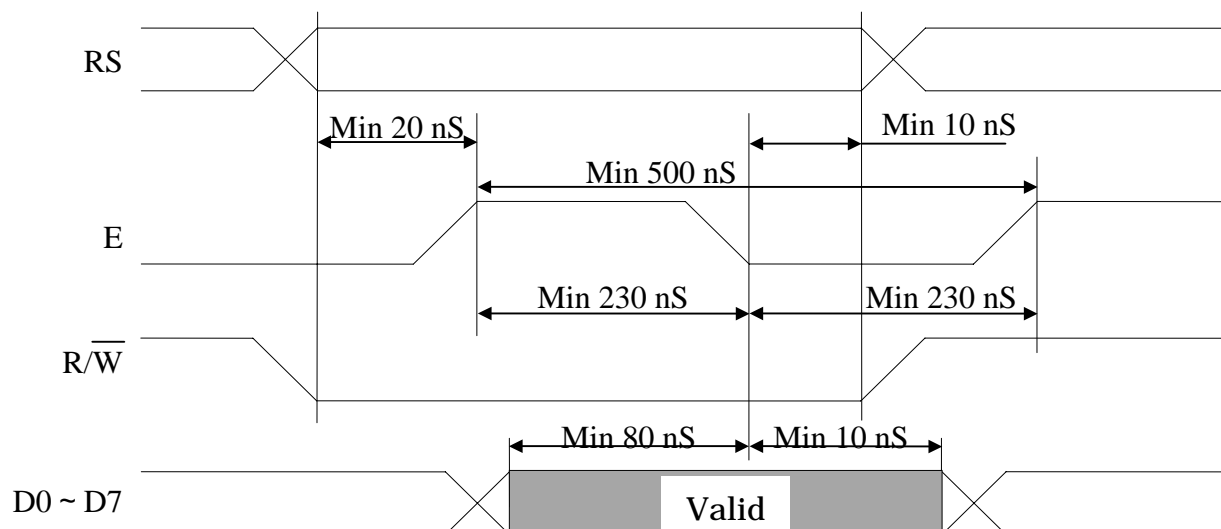 RS
Min 20 nS
Min 10 nS
Min 500 nS
E
Min 230 nS
Min 230 nS
R/W̅
Min 80 nS
Min 10 nS
D0 ~ D7
Valid